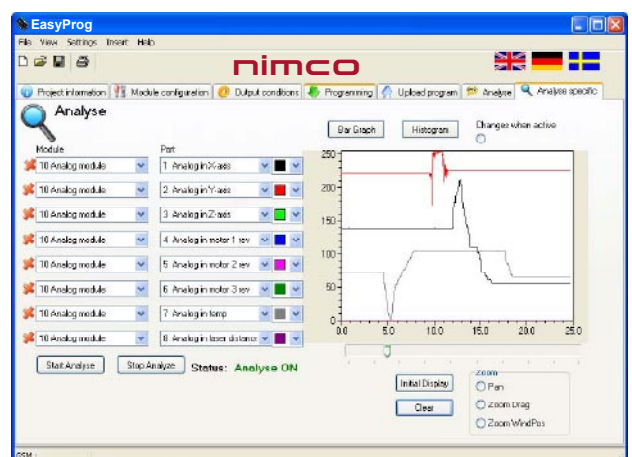 EasyProg
File View Settings Insert Help
nimco
Project information Module configuration Output conditions Programming Upload program Analyse Analyse specific
Analyse
Bar Graph Histogram Changes when active
Module Port
10 Analog module 1 Analog in X-axis
10 Analog module 2 Analog in Y-axis
10 Analog module 3 Analog in Z-axis
10 Analog module 4 Analog in motor 1 rev
10 Analog module 5 Analog in motor 2 rev
10 Analog module 6 Analog in motor 3 rev
10 Analog module 7 Analog in temp
10 Analog module 8 Analog in laser distance
250
200
150
100
50
0
0.0 5.0 10.0 15.0 20.0 25.0
Start Analyse Stop Analyze Status: Analyse ON
Initial Display
Clear
Zoom
Pan
Zoom Drag
Zoom WindPos
GSM